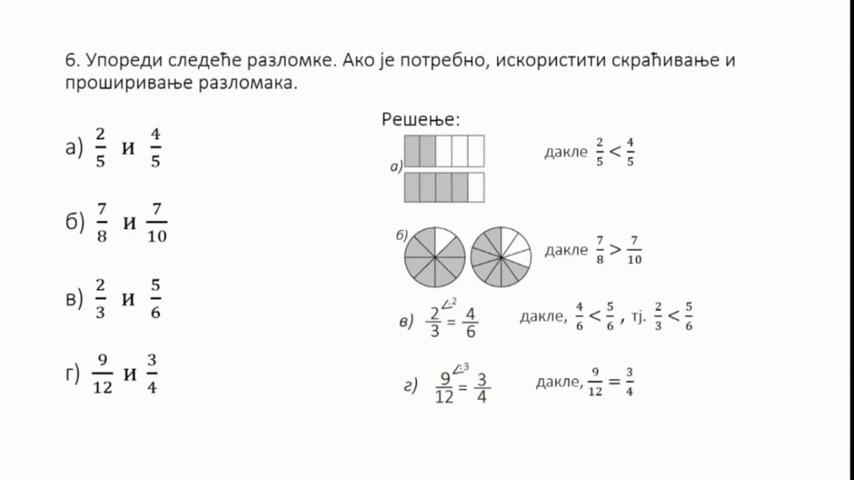 6. Упореди следеће разломке. Ако је потребно, искористити скраћивање и
проширивање разломака.
а) 2/5 и 4/5
б) 7/8 и 7/10
в) 2/3 и 5/6
г) 9/12 и 3/4
Решење:
а) дакле 2/5 < 4/5
б) дакле 7/8 > 7/10
в) 2/3 ∠·2 = 4/6 дакле, 4/6 < 5/6 , тј. 2/3 < 5/6
г) 9/12 ∠:3 = 3/4 дакле, 9/12 = 3/4